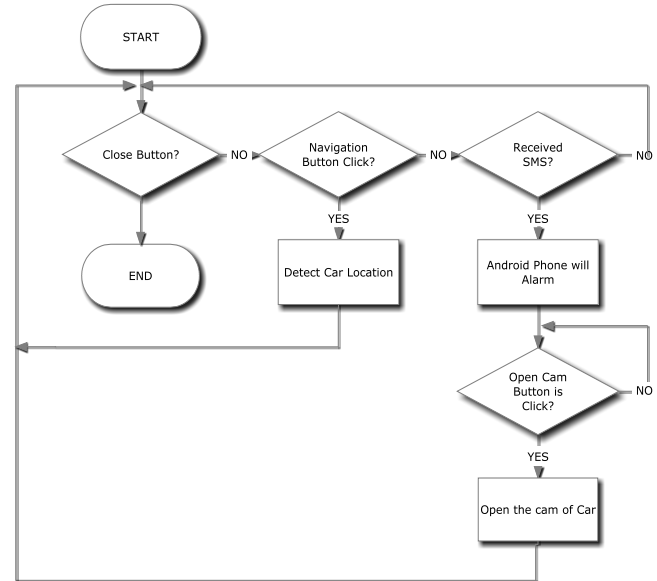 START
Close Button?
NO
Navigation
Button Click?
NO
Received
SMS?
NO
YES
YES
END
Detect Car Location
Android Phone will
Alarm
Open Cam
Button is
Click?
NO
YES
Open the cam of Car